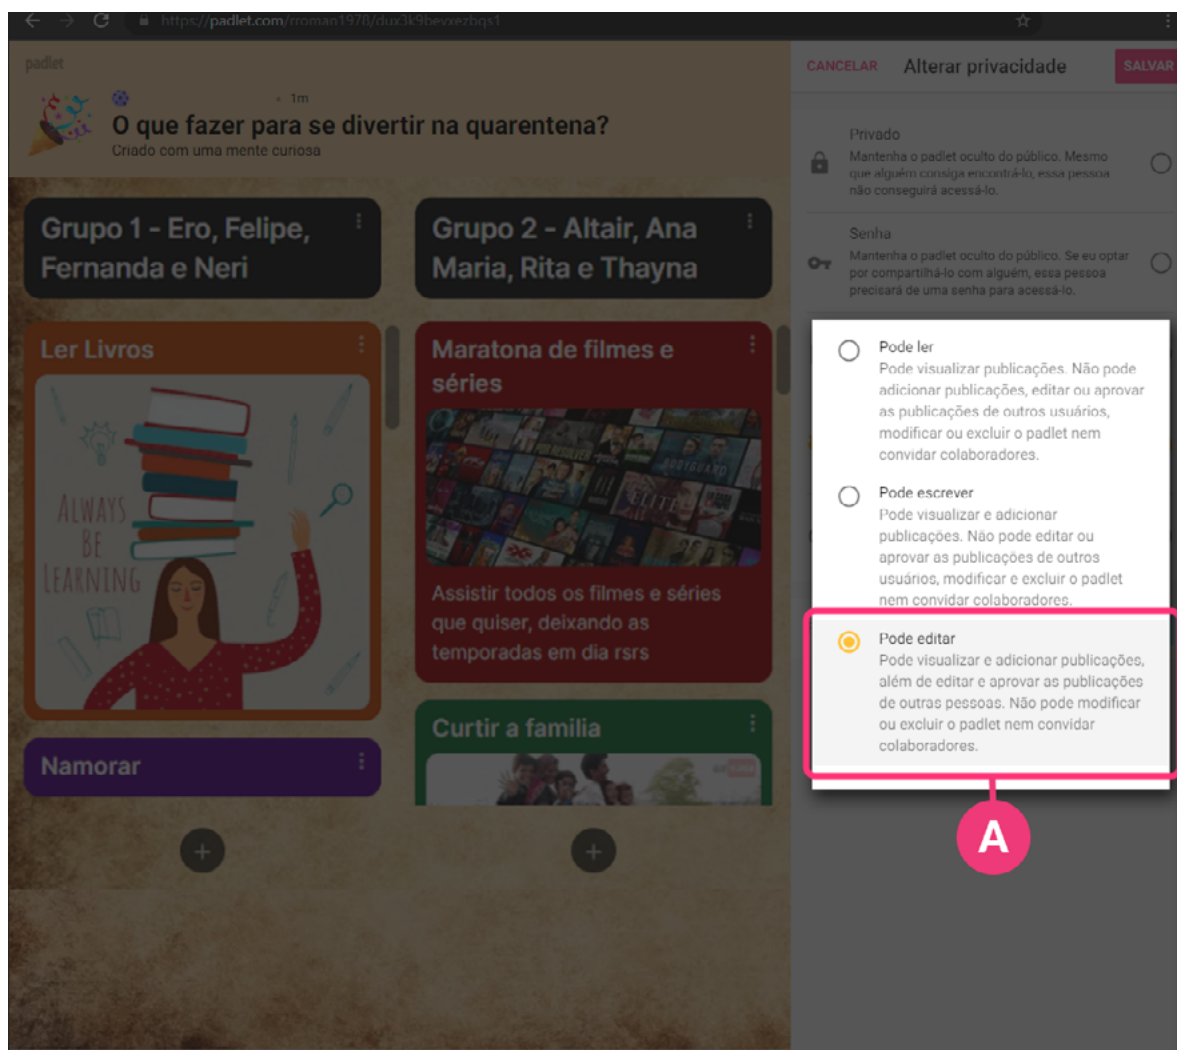 https://padlet.com/rroman1978/dux3k9bevxezbqs1
padlet
1m
O que fazer para se divertir na quarentena?
Criado com uma mente curiosa
Grupo 1 - Ero, Felipe,
Fernanda e Neri
Ler Livros
ALWAYS
BE
LEARNING
Namorar
+
Grupo 2 - Altair, Ana
Maria, Rita e Thayna
Maratona de filmes e
séries
BODYGUARD
ELITE
Assistir todos os filmes e séries
que quiser, deixando as
temporadas em dia rsrs
Curtir a familia
+
CANCELAR Alterar privacidade SALVAR
Privado
Mantenha o padlet oculto do público. Mesmo
que alguém consiga encontrá-lo, essa pessoa
não conseguirá acessá-lo.
Senha
Mantenha o padlet oculto do público. Se eu optar
por compartilhá-lo com alguém, essa pessoa
precisará de uma senha para acessá-lo.
Pode ler
Pode visualizar publicações. Não pode
adicionar publicações, editar ou aprovar
as publicações de outros usuários,
modificar ou excluir o padlet nem
convidar colaboradores.
Pode escrever
Pode visualizar e adicionar
publicações. Não pode editar ou
aprovar as publicações de outros
usuários, modificar e excluir o padlet
nem convidar colaboradores.
Pode editar
Pode visualizar e adicionar publicações,
além de editar e aprovar as publicações
de outras pessoas. Não pode modificar
ou excluir o padlet nem convidar
colaboradores.
A